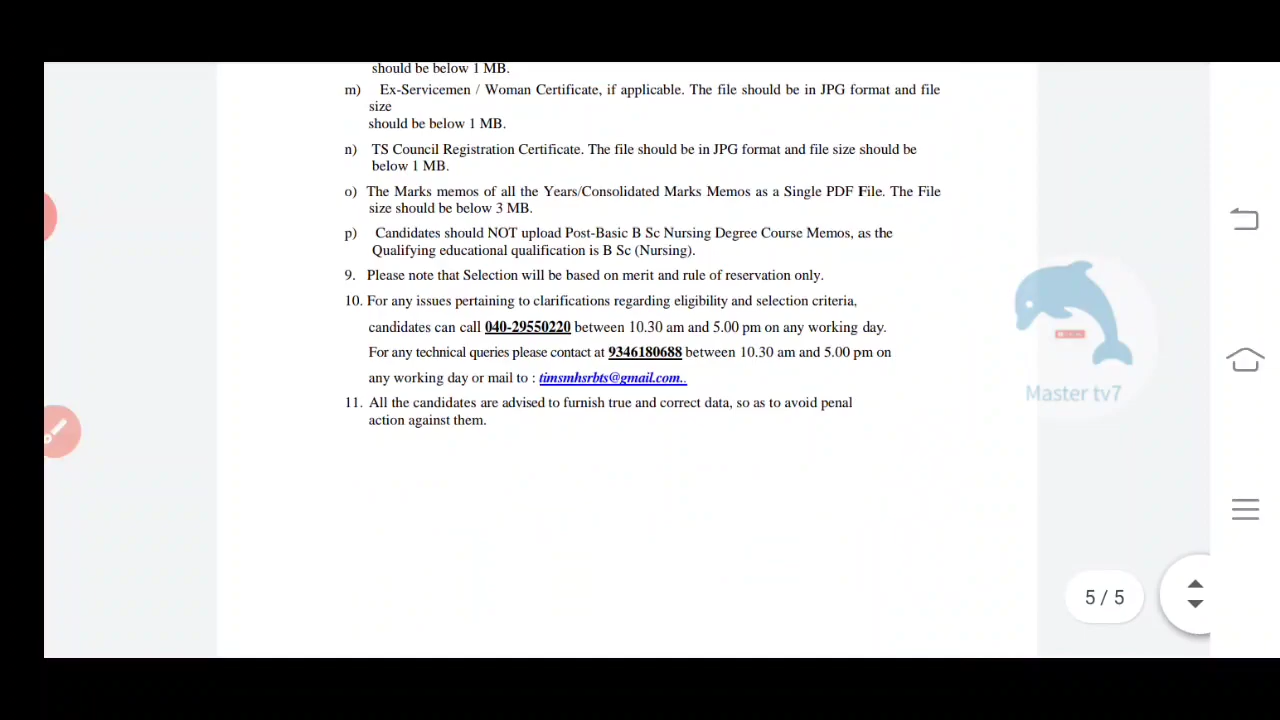 should be below 1 MB.
m) Ex-Servicemen / Woman Certificate, if applicable. The file should be in JPG format and file
size
should be below 1 MB.
n) TS Council Registration Certificate. The file should be in JPG format and file size should be
below 1 MB.
o) The Marks memos of all the Years/Consolidated Marks Memos as a Single PDF File. The File
size should be below 3 MB.
p) Candidates should NOT upload Post-Basic B Sc Nursing Degree Course Memos, as the
Qualifying educational qualification is B Sc (Nursing).
9. Please note that Selection will be based on merit and rule of reservation only.
10. For any issues pertaining to clarifications regarding eligibility and selection criteria,
candidates can call 040-29550220 between 10.30 am and 5.00 pm on any working day.
For any technical queries please contact at 9346180688 between 10.30 am and 5.00 pm on
any working day or mail to : timsmhsrbts@gmail.com..
11. All the candidates are advised to furnish true and correct data, so as to avoid penal
action against them.
Master tv7
5 / 5